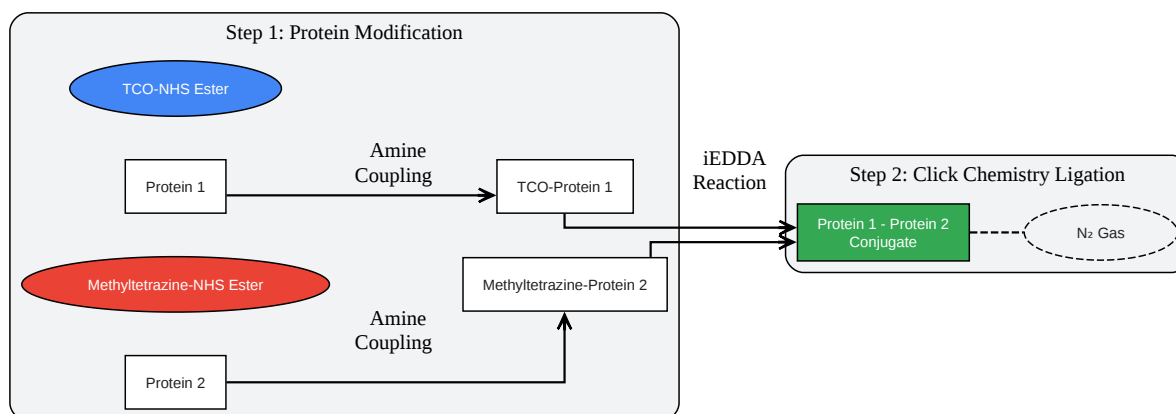 Step 1: Protein Modification
TCO-NHS Ester
Amine
Coupling
Protein 1
TCO-Protein 1
iEDDA
Reaction
Step 2: Click Chemistry Ligation
Protein 1 - Protein 2
Conjugate
N₂ Gas
Methyltetrazine-NHS Ester
Methyltetrazine-Protein 2
Amine
Coupling
Protein 2